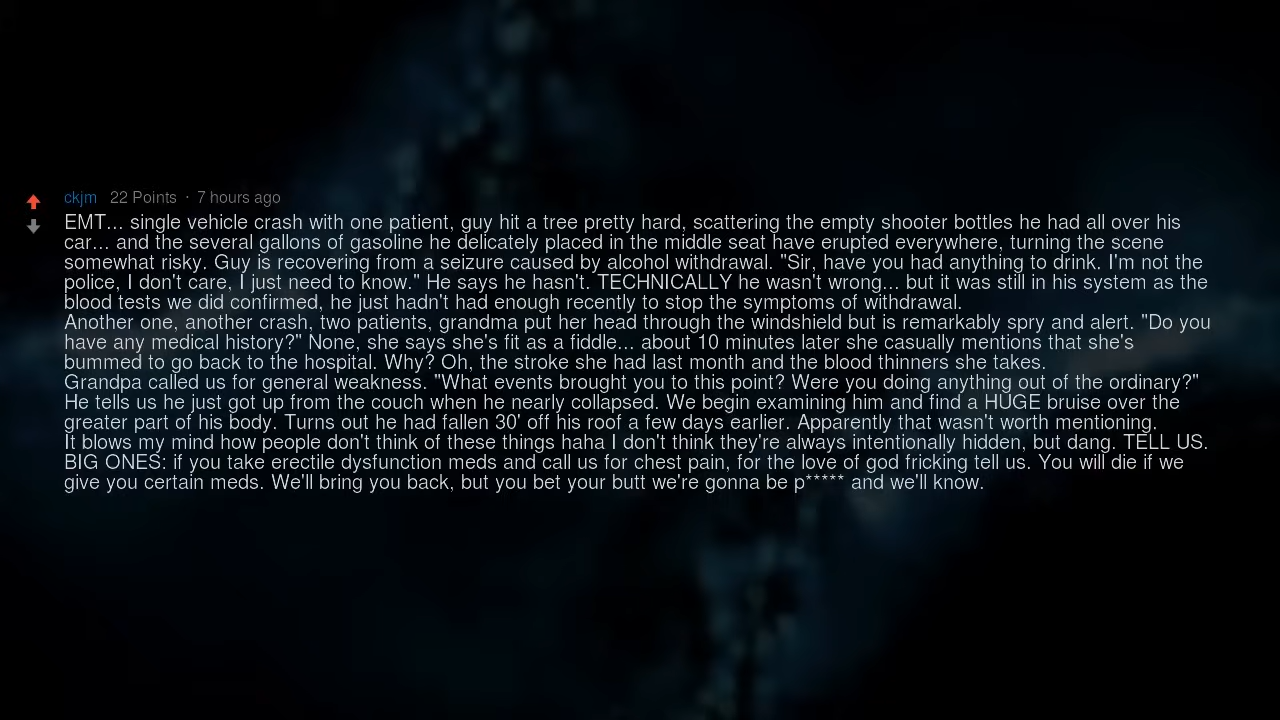 ckjm 22 Points · 7 hours ago
EMT... single vehicle crash with one patient, guy hit a tree pretty hard, scattering the empty shooter bottles he had all over his
car... and the several gallons of gasoline he delicately placed in the middle seat have erupted everywhere, turning the scene
somewhat risky. Guy is recovering from a seizure caused by alcohol withdrawal. "Sir, have you had anything to drink. I'm not the
police, I don't care, I just need to know." He says he hasn't. TECHNICALLY he wasn't wrong... but it was still in his system as the
blood tests we did confirmed, he just hadn't had enough recently to stop the symptoms of withdrawal.
Another one, another crash, two patients, grandma put her head through the windshield but is remarkably spry and alert. "Do you
have any medical history?" None, she says she's fit as a fiddle... about 10 minutes later she casually mentions that she's
bummed to go back to the hospital. Why? Oh, the stroke she had last month and the blood thinners she takes.
Grandpa called us for general weakness. "What events brought you to this point? Were you doing anything out of the ordinary?"
He tells us he just got up from the couch when he nearly collapsed. We begin examining him and find a HUGE bruise over the
greater part of his body. Turns out he had fallen 30' off his roof a few days earlier. Apparently that wasn't worth mentioning.
It blows my mind how people don't think of these things haha I don't think they're always intentionally hidden, but dang. TELL US.
BIG ONES: if you take erectile dysfunction meds and call us for chest pain, for the love of god fricking tell us. You will die if we
give you certain meds. We'll bring you back, but you bet your butt we're gonna be p***** and we'll know.